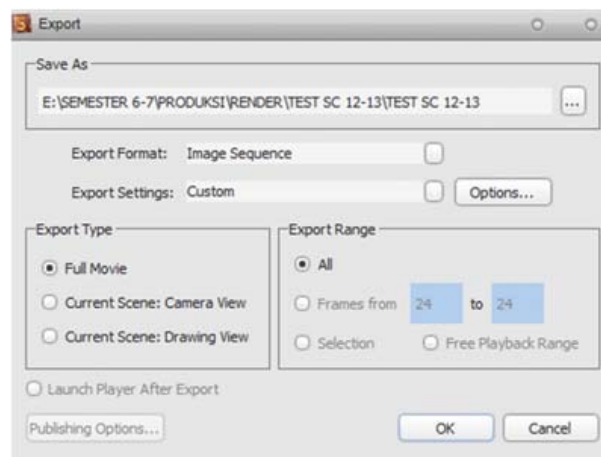 Export
Save As
E:\SEMESTER 6-7\PRODUKSI\RENDER\TEST SC 12-13\TEST SC 12-13
...
Export Format: Image Sequence
Export Settings: Custom Options...
Export Type
Full Movie
Current Scene: Camera View
Current Scene: Drawing View
Export Range
All
Frames from 24 to 24
Selection Free Playback Range
Launch Player After Export
Publishing Options... OK Cancel